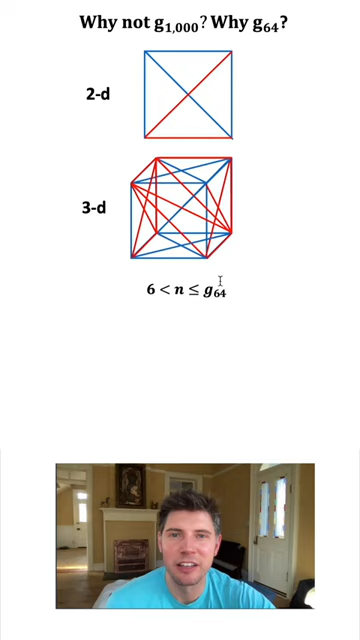 Why not g₁,₀₀₀? Why g₆₄?
2-d
3-d
6 < n ≤ g₆₄